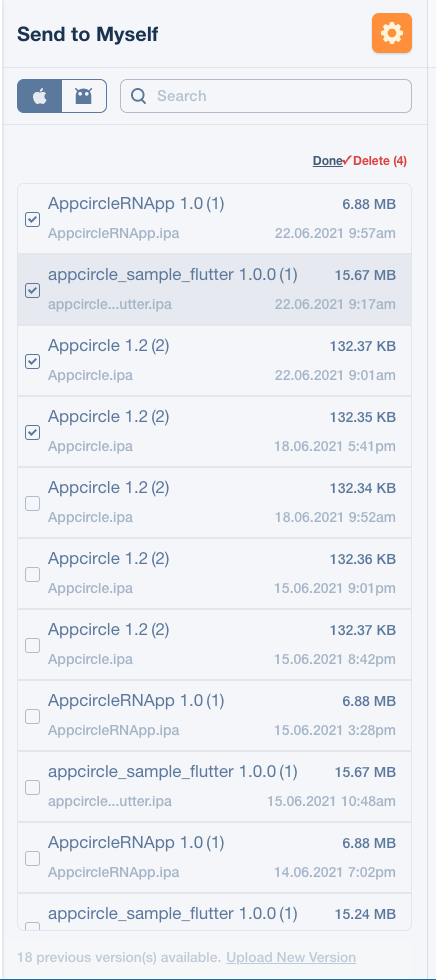 Send to Myself
Search
Done✓Delete (4)
AppcircleRNApp 1.0 (1) 6.88 MB
AppcircleRNApp.ipa 22.06.2021 9:57am
appcircle_sample_flutter 1.0.0 (1) 15.67 MB
appcircle...utter.ipa 22.06.2021 9:17am
Appcircle 1.2 (2) 132.37 KB
Appcircle.ipa 22.06.2021 9:01am
Appcircle 1.2 (2) 132.35 KB
Appcircle.ipa 18.06.2021 5:41pm
Appcircle 1.2 (2) 132.34 KB
Appcircle.ipa 18.06.2021 9:52am
Appcircle 1.2 (2) 132.36 KB
Appcircle.ipa 15.06.2021 9:01pm
Appcircle 1.2 (2) 132.37 KB
Appcircle.ipa 15.06.2021 8:42pm
AppcircleRNApp 1.0 (1) 6.88 MB
AppcircleRNApp.ipa 15.06.2021 3:28pm
appcircle_sample_flutter 1.0.0 (1) 15.67 MB
appcircle...utter.ipa 15.06.2021 10:48am
AppcircleRNApp 1.0 (1) 6.88 MB
AppcircleRNApp.ipa 14.06.2021 7:02pm
appcircle_sample_flutter 1.0.0 (1) 15.24 MB
18 previous version(s) available. Upload New Version